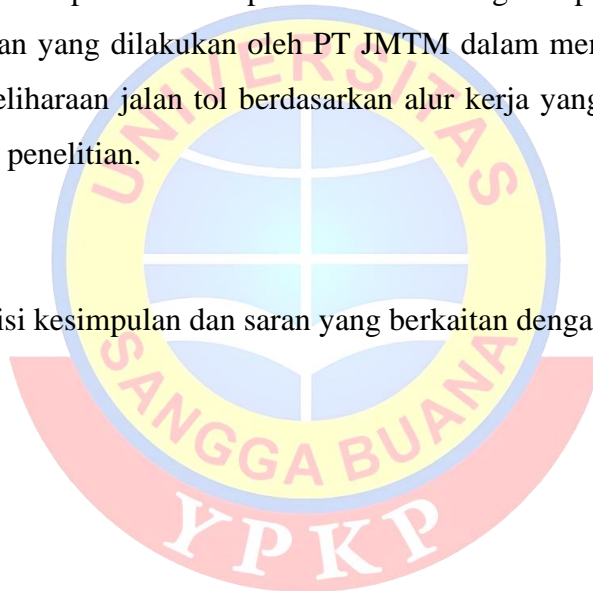 an yang dilakukan oleh PT JMTM dalam
eliharaan jalan tol berdasarkan alur kerja yang
penelitian.
isi kesimpulan dan saran yang berkaitan denga
UNIVERSITAS
SANGGA BUANA
YPKP